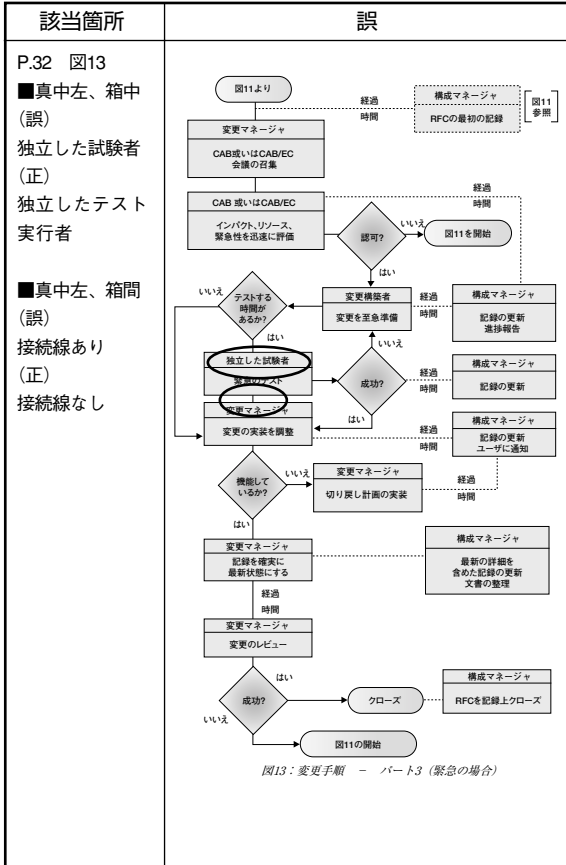 該当箇所
誤
P.32 図13
■真中左、箱中
(誤)
独立した試験者
(正)
独立したテスト
実行者
■真中左、箱間
(誤)
接続線あり
(正)
接続線なし
図11より
経過
時間
構成マネージャ
RFCの最初の記録
図11
参照
変更マネージャ
CAB或いはCAB/EC
会議の召集
CAB 或いはCAB/EC
インパクト、リソース、
緊急性を迅速に評価
経過
時間
認可?
いいえ
図11を開始
はい
いいえ
テストする
時間が
あるか?
はい
変更構築者
変更を至急準備
経過
時間
構成マネージャ
記録の更新
進捗報告
いいえ
独立した試験者
緊急のテスト
成功?
経過
時間
構成マネージャ
記録の更新
はい
変更マネージャ
変更の実装を調整
経過
時間
構成マネージャ
記録の更新
ユーザに通知
機能して
いるか?
いいえ
変更マネージャ
切り戻し計画の実装
経過
時間
はい
変更マネージャ
記録を確実に
最新状態にする
構成マネージャ
最新の詳細を
含めた記録の更新
文書の整理
経過
時間
変更マネージャ
変更のレビュー
成功?
はい
クローズ
構成マネージャ
RFCを記録上クローズ
いいえ
図11の開始
図13:変更手順 − パート3(緊急の場合)